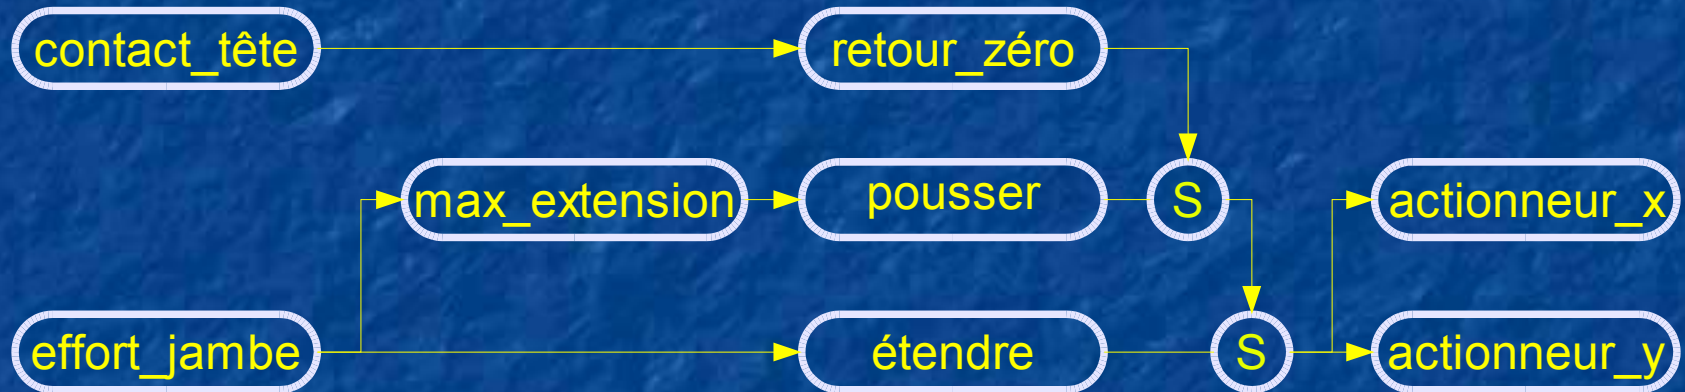 contact_tête
retour_zéro
max_extension
pousser
S
actionneur_x
effort_jambe
étendre
S
actionneur_y